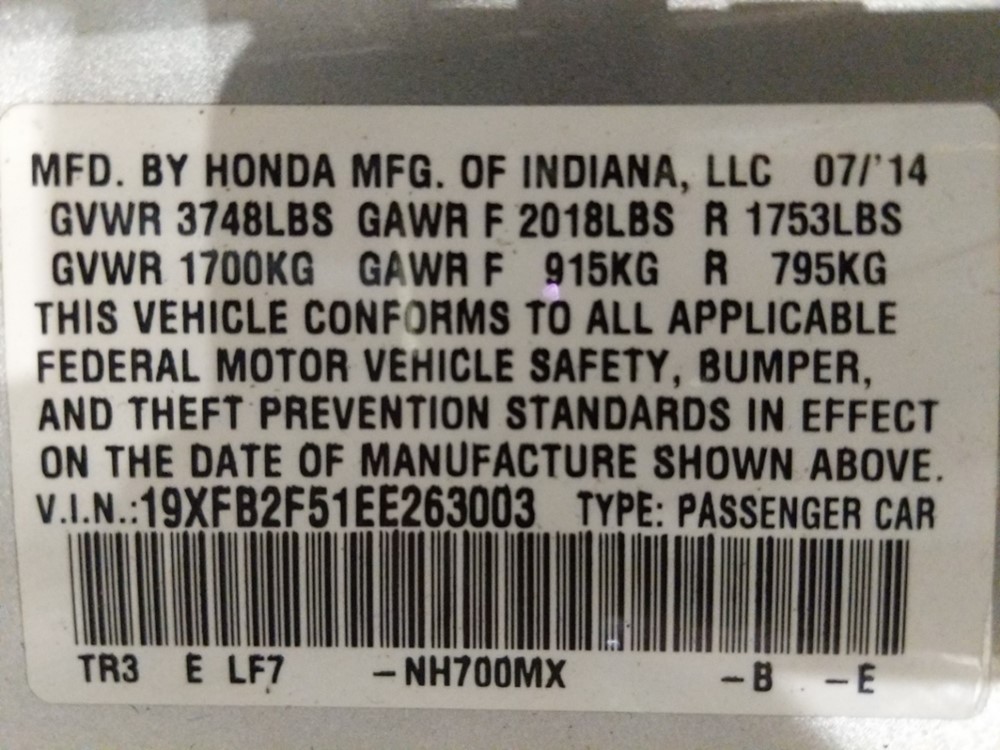 MFD. BY HONDA MFG. OF INDIANA, LLC 07/'14
GVWR 3748LBS GAWR F 2018LBS R 1753LBS
GVWR 1700KG GAWR F 915KG R 795KG
THIS VEHICLE CONFORMS TO ALL APPLICABLE
FEDERAL MOTOR VEHICLE SAFETY, BUMPER,
AND THEFT PREVENTION STANDARDS IN EFFECT
ON THE DATE OF MANUFACTURE SHOWN ABOVE.
V.I.N.:19XFB2F51EE263003 TYPE: PASSENGER CAR
TR3 E LF7 -NH700MX -B -E